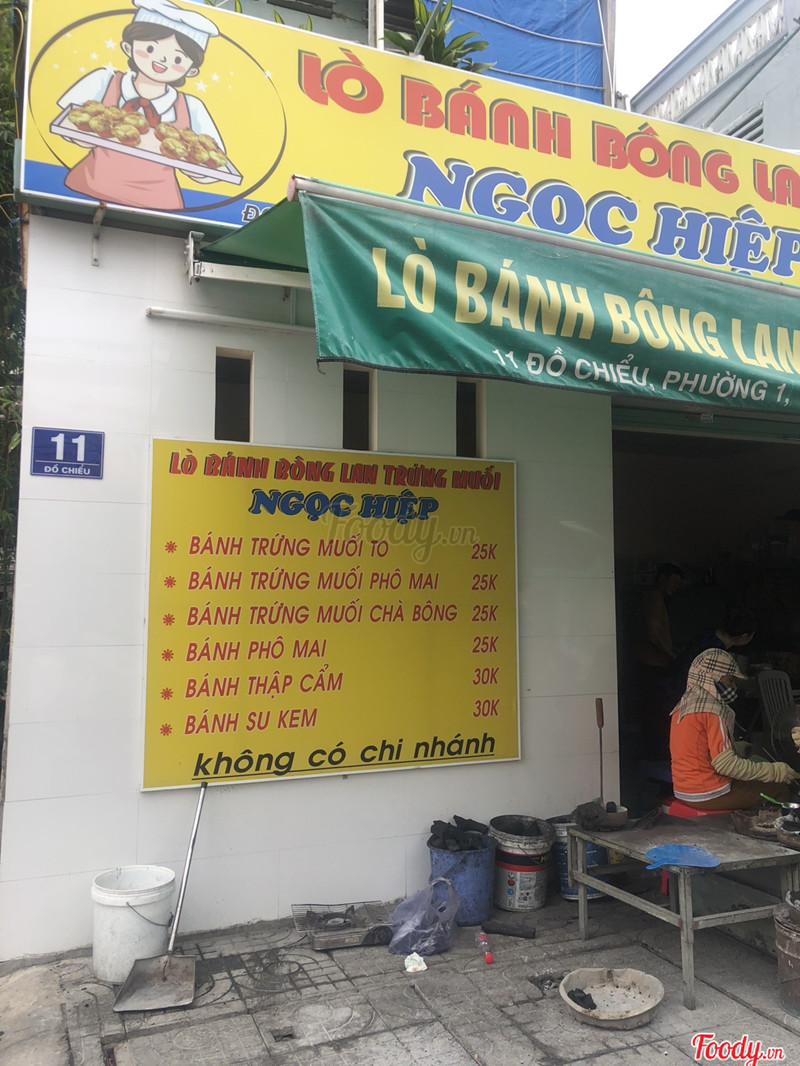 LÒ BÁNH BÔNG LA
NGỌC HIỆP
LÒ BÁNH BÔNG LAN
11 ĐỒ CHIỂU, PHƯỜNG 1,
11
ĐỒ CHIỂU
LÒ BÁNH BÔNG LAN TRỨNG MUỐI
NGỌC HIỆP
Foody.vn
BÁNH TRỨNG MUỐI TO 25K
BÁNH TRỨNG MUỐI PHÔ MAI 25K
BÁNH TRỨNG MUỐI CHÀ BÔNG 25K
BÁNH PHÔ MAI 25K
BÁNH THẬP CẨM 30K
BÁNH SU KEM 30K
không có chi nhánh
Foody.vn